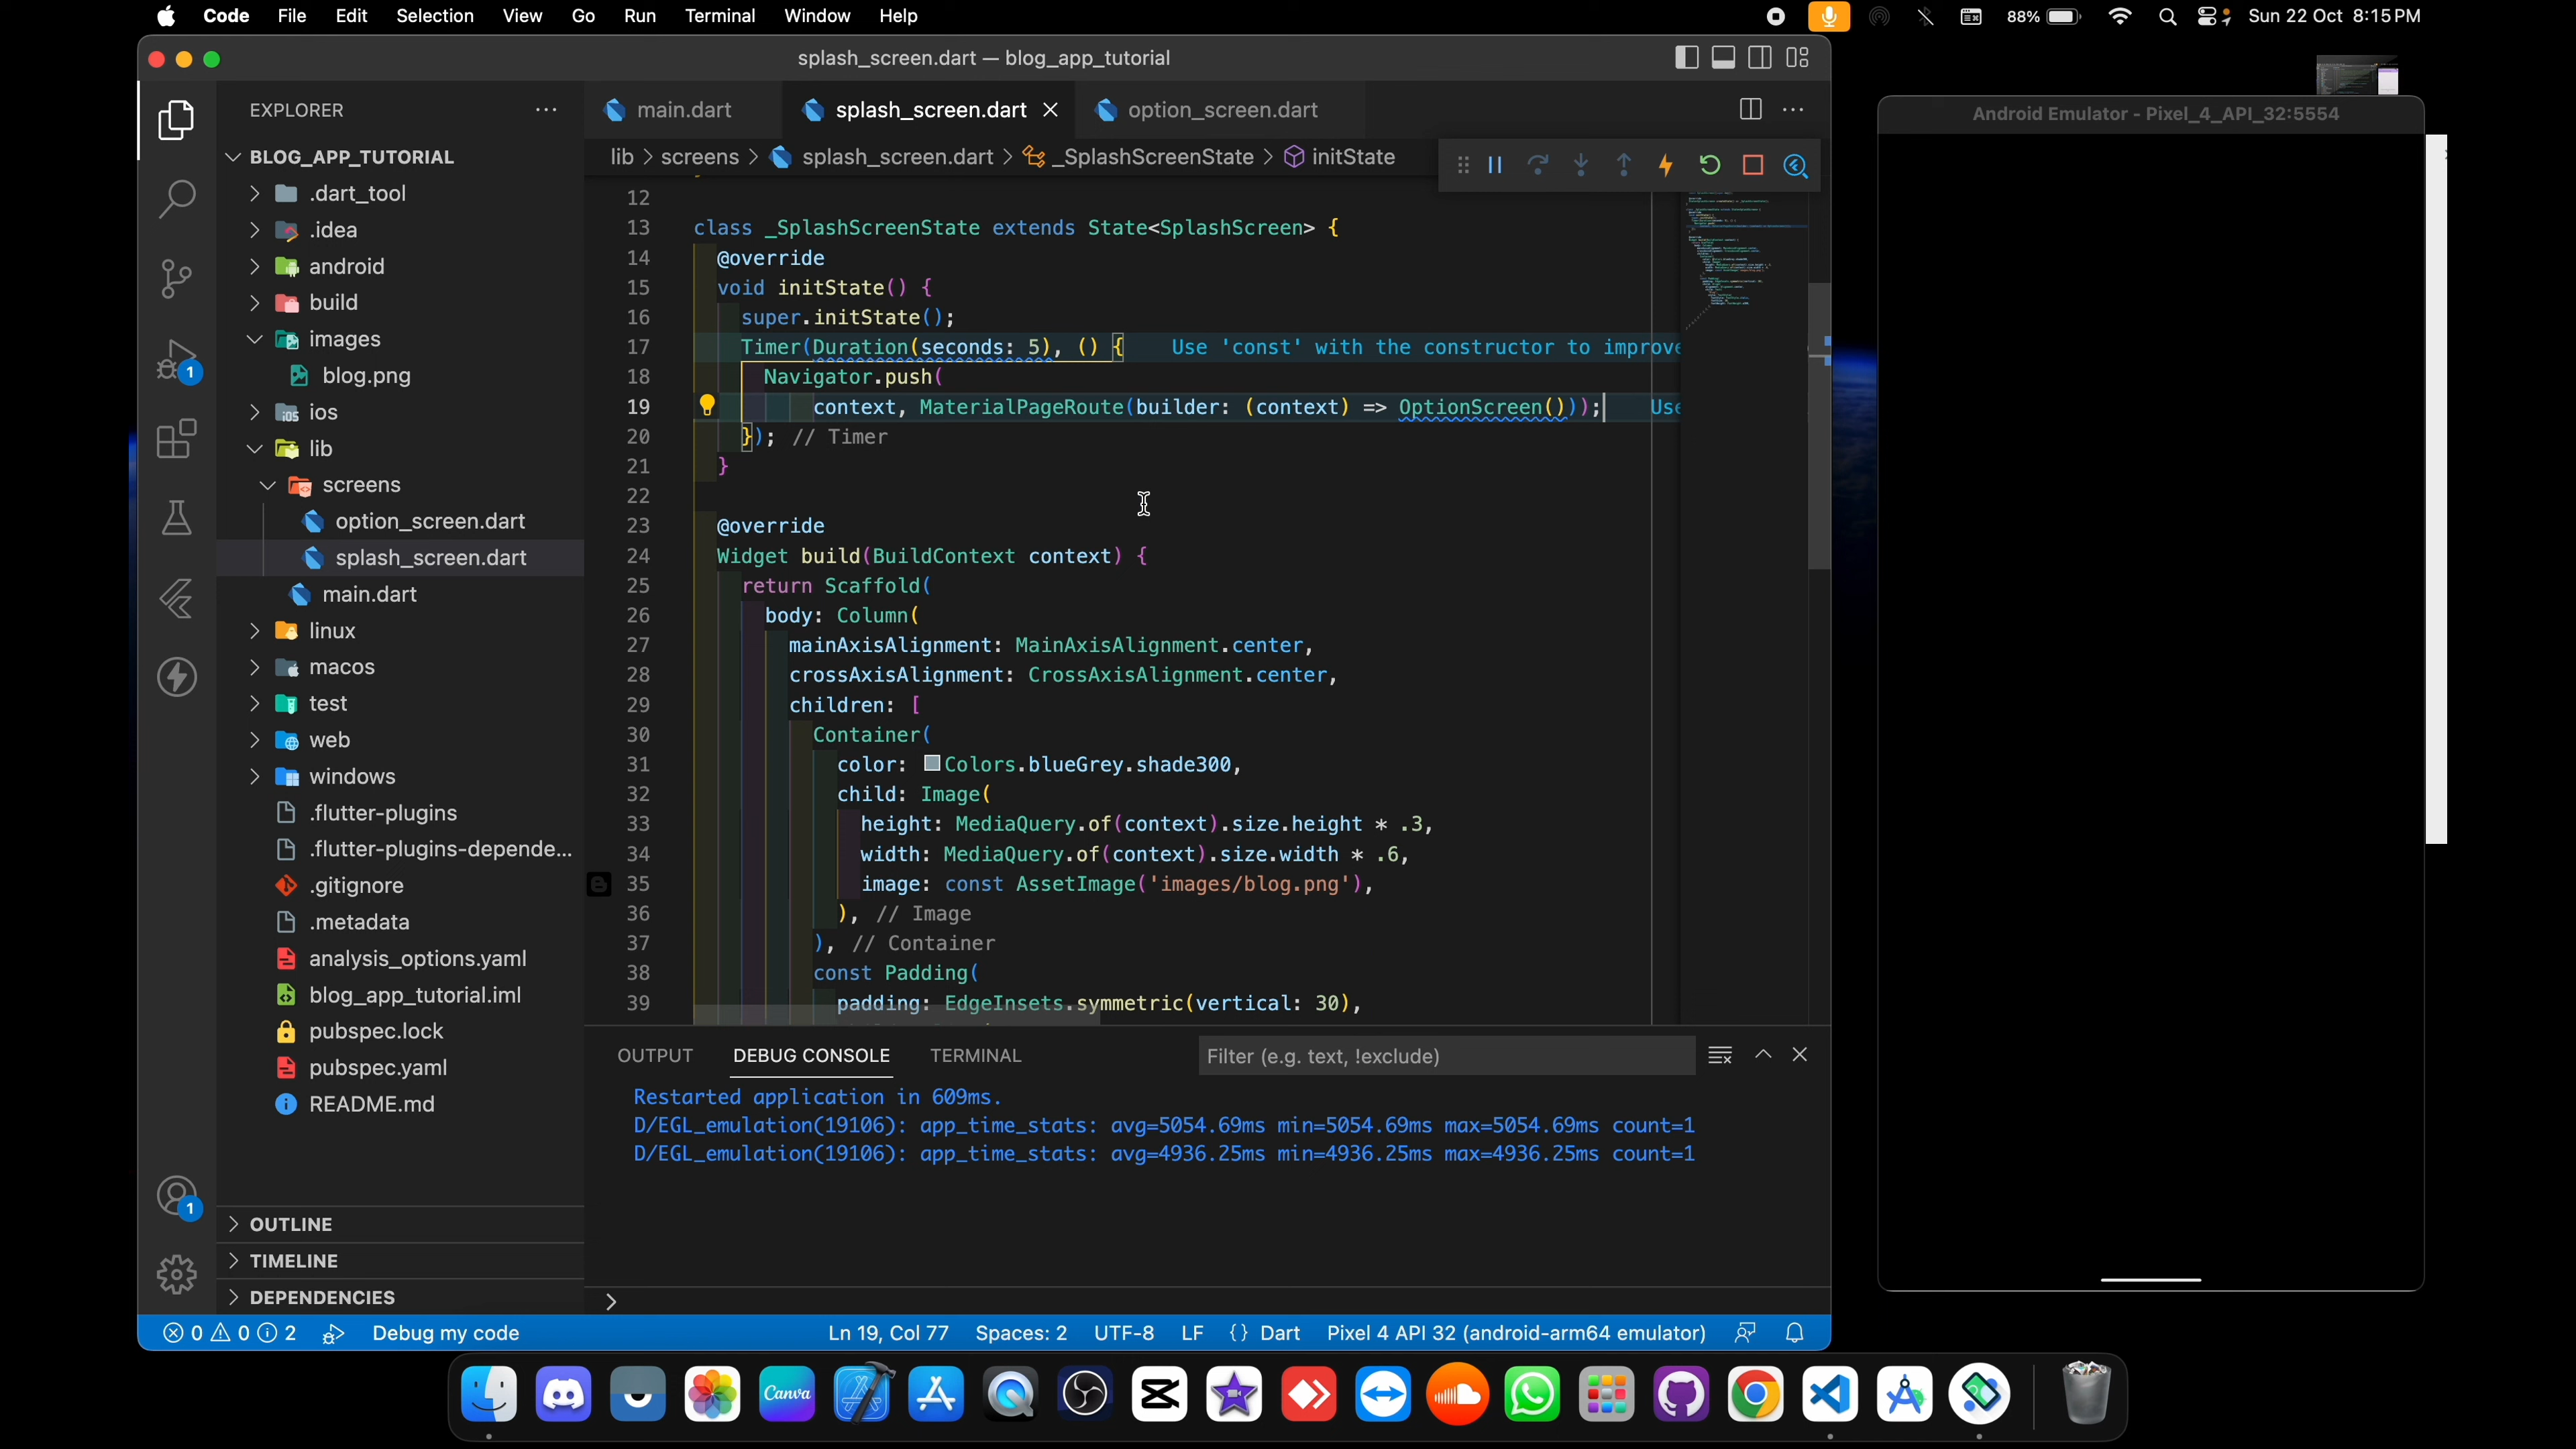 Code File Edit Selection View Go Run Terminal Window Help
88% Sun 22 Oct 8:15 PM
splash_screen.dart — blog_app_tutorial
Android Emulator - Pixel_4_API_32:5554
EXPLORER
BLOG_APP_TUTORIAL
.dart_tool
.idea
android
build
images
blog.png
ios
lib
screens
option_screen.dart
splash_screen.dart
main.dart
linux
macos
test
web
windows
.flutter-plugins
.flutter-plugins-depende...
.gitignore
.metadata
analysis_options.yaml
blog_app_tutorial.iml
pubspec.lock
pubspec.yaml
README.md
OUTLINE
TIMELINE
DEPENDENCIES
1
1
main.dart splash_screen.dart option_screen.dart
lib > screens > splash_screen.dart > _SplashScreenState > initState
12
13 class _SplashScreenState extends State<SplashScreen> {
14 @override
15 void initState() {
16 super.initState();
17 Timer(Duration(seconds: 5), () { Use 'const' with the constructor to improve
18 Navigator.push(
19 context, MaterialPageRoute(builder: (context) => OptionScreen())); Use
20 }); // Timer
21 }
22
23 @override
24 Widget build(BuildContext context) {
25 return Scaffold(
26 body: Column(
27 mainAxisAlignment: MainAxisAlignment.center,
28 crossAxisAlignment: CrossAxisAlignment.center,
29 children: [
30 Container(
31 color: Colors.blueGrey.shade300,
32 child: Image(
33 height: MediaQuery.of(context).size.height * .3,
34 width: MediaQuery.of(context).size.width * .6,
35 image: const AssetImage('images/blog.png'),
36 ), // Image
37 ), // Container
38 const Padding(
39 padding: EdgeInsets.symmetric(vertical: 30),
OUTPUT DEBUG CONSOLE TERMINAL Filter (e.g. text, !exclude)
Restarted application in 609ms.
D/EGL_emulation(19106): app_time_stats: avg=5054.69ms min=5054.69ms max=5054.69ms count=1
D/EGL_emulation(19106): app_time_stats: avg=4936.25ms min=4936.25ms max=4936.25ms count=1
>
0 0 2 Debug my code Ln 19, Col 77 Spaces: 2 UTF-8 LF {} Dart Pixel 4 API 32 (android-arm64 emulator)
Canva